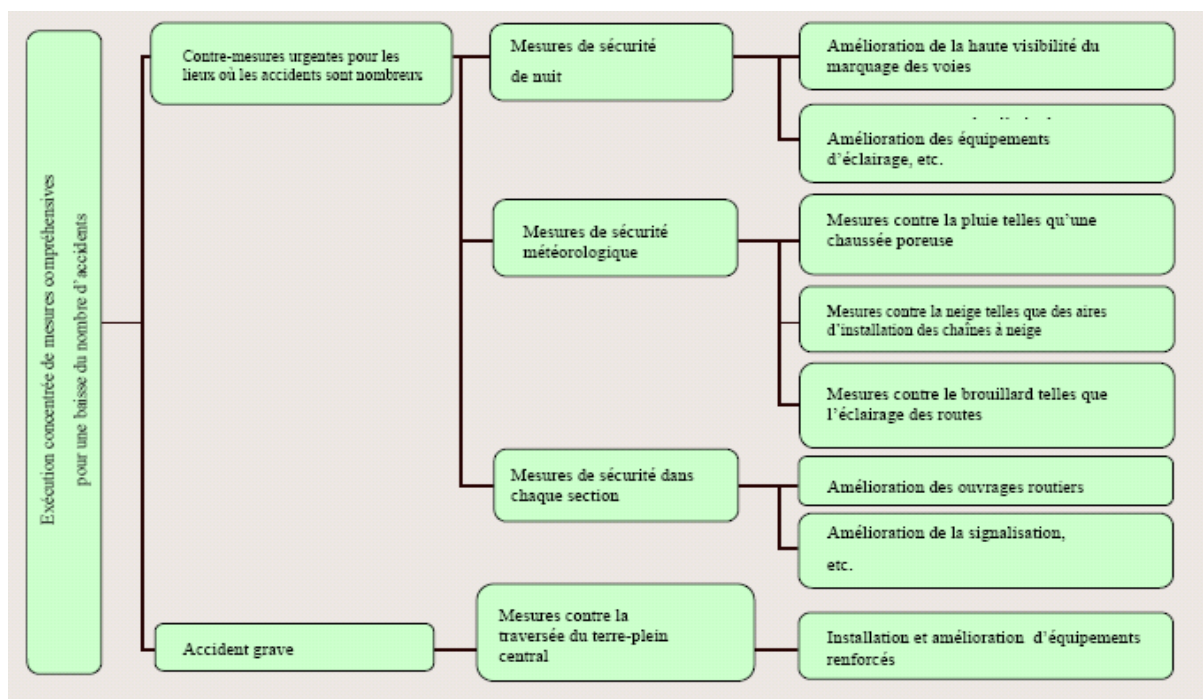 Exécution concentrée de mesures compréhensives
pour une baisse du nombre d'accidents
Contre-mesures urgentes pour les
lieux où les accidents sont nombreux
Mesures de sécurité
de nuit
Amélioration de la haute visibilité du
marquage des voies
Amélioration des équipements
d'éclairage, etc.
Mesures de sécurité
météorologique
Mesures contre la pluie telles qu'une
chaussée poreuse
Mesures contre la neige telles que des aires
d'installation des chaînes à neige
Mesures contre le brouillard telles que
l'éclairage des routes
Mesures de sécurité dans
chaque section
Amélioration des ouvrages routiers
Amélioration de la signalisation,
etc.
Accident grave
Mesures contre la
traversée du terre-plein
central
Installation et amélioration d'équipements
renforcés